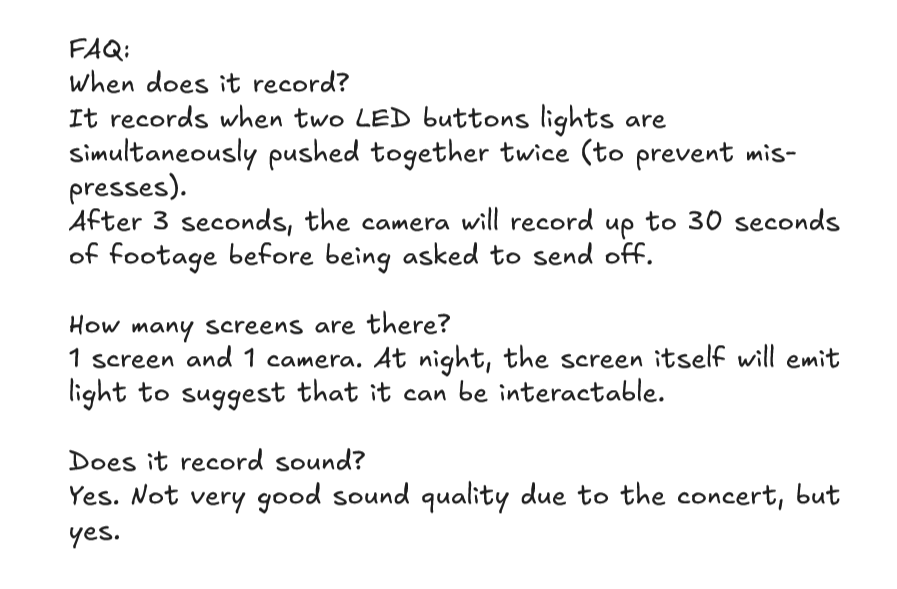 FAQ:
When does it record?
It records when two LED buttons lights are
simultaneously pushed together twice (to prevent mis-
presses).
After 3 seconds, the camera will record up to 30 seconds
of footage before being asked to send off.
How many screens are there?
1 screen and 1 camera. At night, the screen itself will emit
light to suggest that it can be interactable.
Does it record sound?
Yes. Not very good sound quality due to the concert, but
yes.